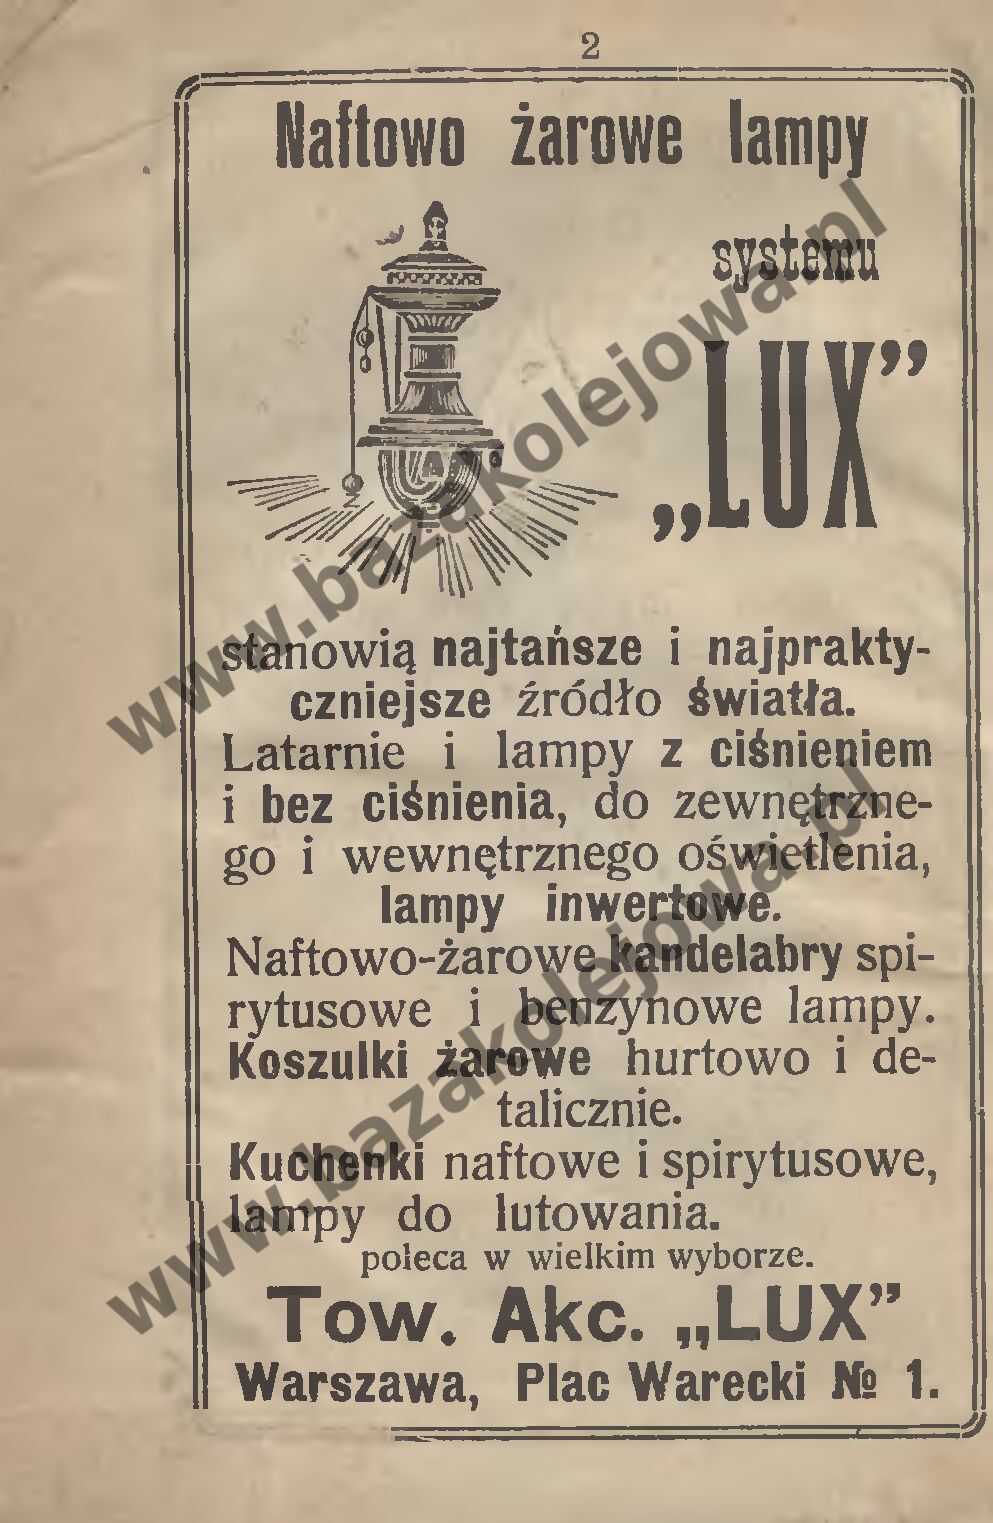 2
Naftowo żarowe lampy
systemu
„LUX”
stanowią najtańsze i najprakty-
czniejsze źródło światła.
Latarnie i lampy z ciśnieniem
i bez ciśnienia, do zewnętrzne-
go i wewnętrznego oświetlenia,
lampy inwertowe.
Naftowo-żarowe kandelabry spi-
rytusowe i benzynowe lampy.
Koszulki żarowe hurtowo i de-
talicznie.
Kuchenki naftowe i spirytusowe,
lampy do lutowania.
poleca w wielkim wyborze.
Tow. Akc. „LUX”
Warszawa, Plac Warecki № 1.
www.bazakolejowa.pl
www.bazakolejowa.pl